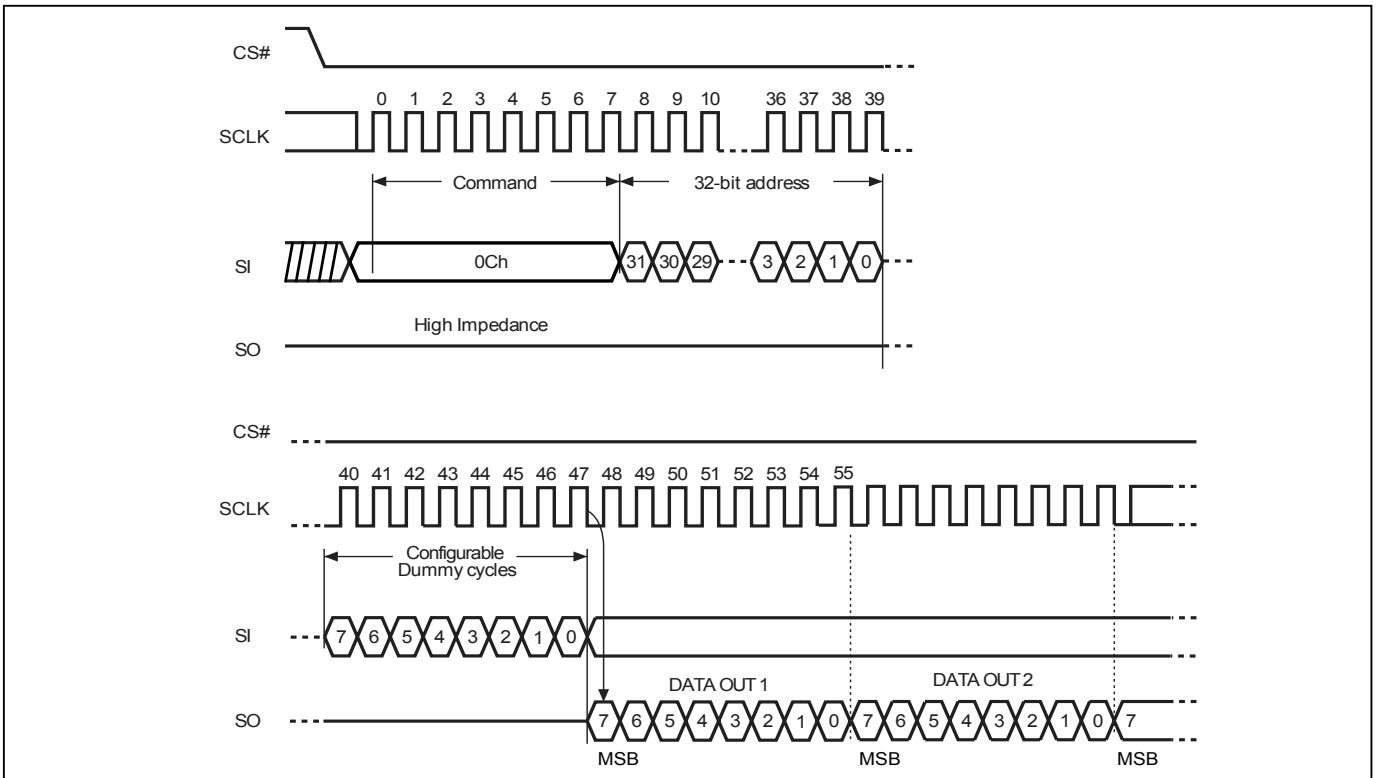 CS#
0 1 2 3 4 5 6 7 8 9 10 36 37 38 39
SCLK
Command 32-bit address
SI 0Ch 31 30 29 3 2 1 0
High Impedance
SO
CS#
40 41 42 43 44 45 46 47 48 49 50 51 52 53 54 55
SCLK
Configurable
Dummy cycles
SI 7 6 5 4 3 2 1 0
DATA OUT 1 DATA OUT 2
SO 7 6 5 4 3 2 1 0 7 6 5 4 3 2 1 0 7
MSB MSB MSB